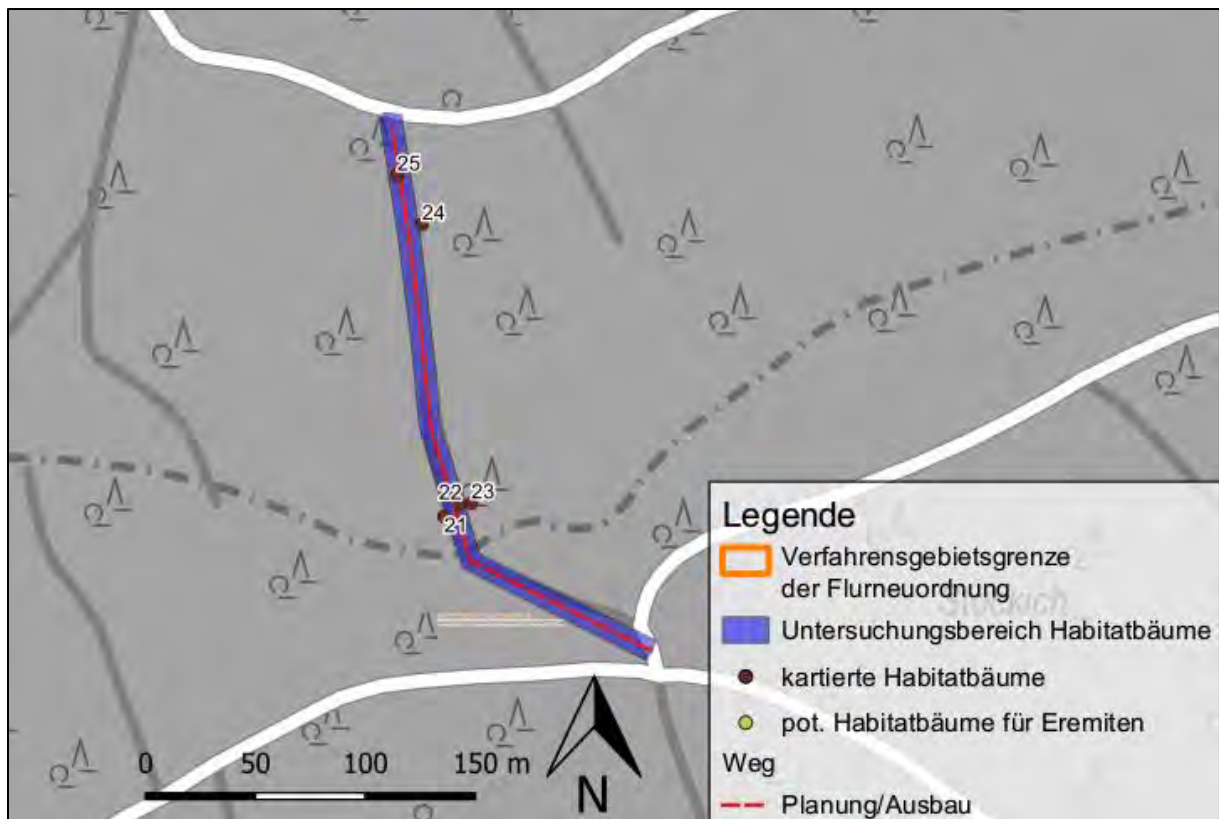 25
24
22
23
21
Legende
Verfahrensgebietsgrenze
der Flurneuordnung
Untersuchungsbereich Habitatbäume
kartierte Habitatbäume
pot. Habitatbäume für Eremiten
Weg
Planung/Ausbau
0 50 100 150 m
N